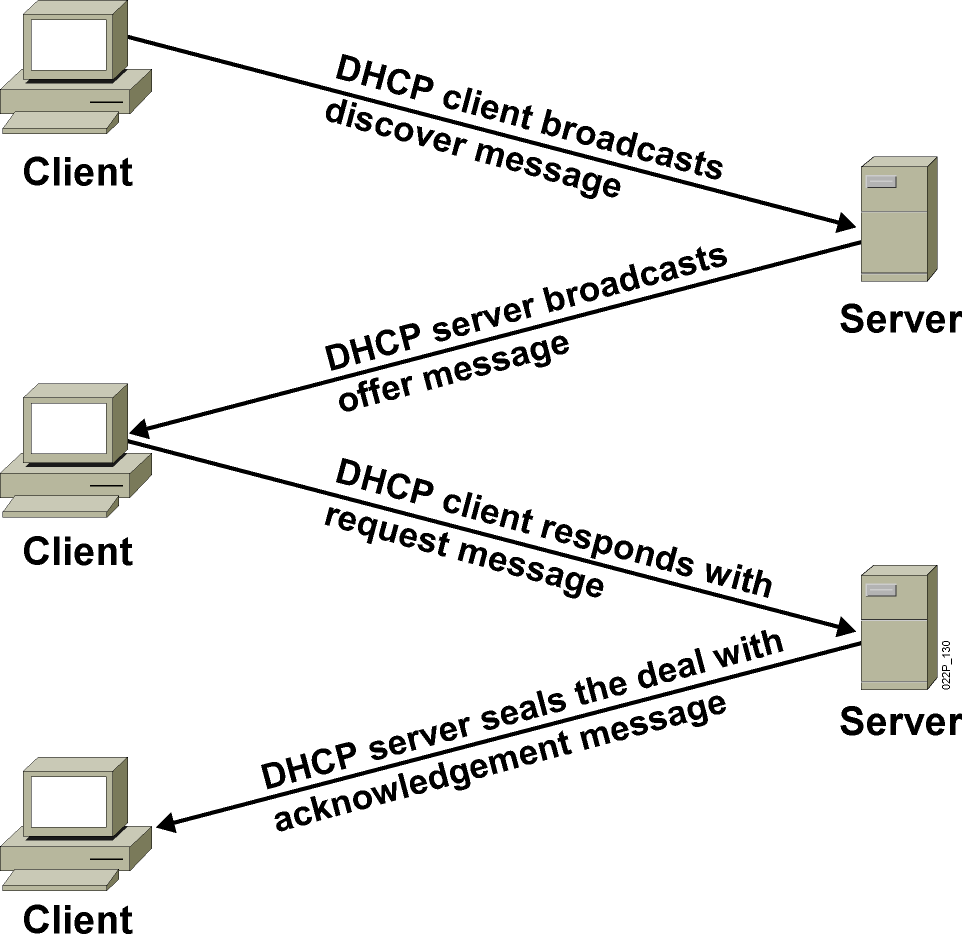 DHCP client broadcasts
discover message
Client
Server
DHCP server broadcasts
offer message
Client
DHCP client responds with
request message
022P_130
Server
DHCP server seals the deal with
acknowledgement message
Client